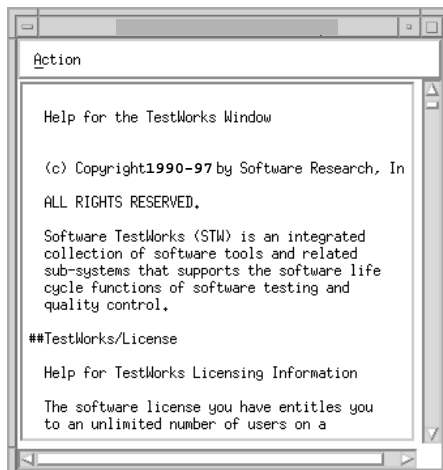 Action
Help for the TestWorks Window
(c) Copyright 1990-97 by Software Research, In
ALL RIGHTS RESERVED.
Software TestWorks (STW) is an integrated
collection of software tools and related
sub-systems that supports the software life
cycle functions of software testing and
quality control.
##TestWorks/License
Help for TestWorks Licensing Information
The software license you have entitles you
to an unlimited number of users on a